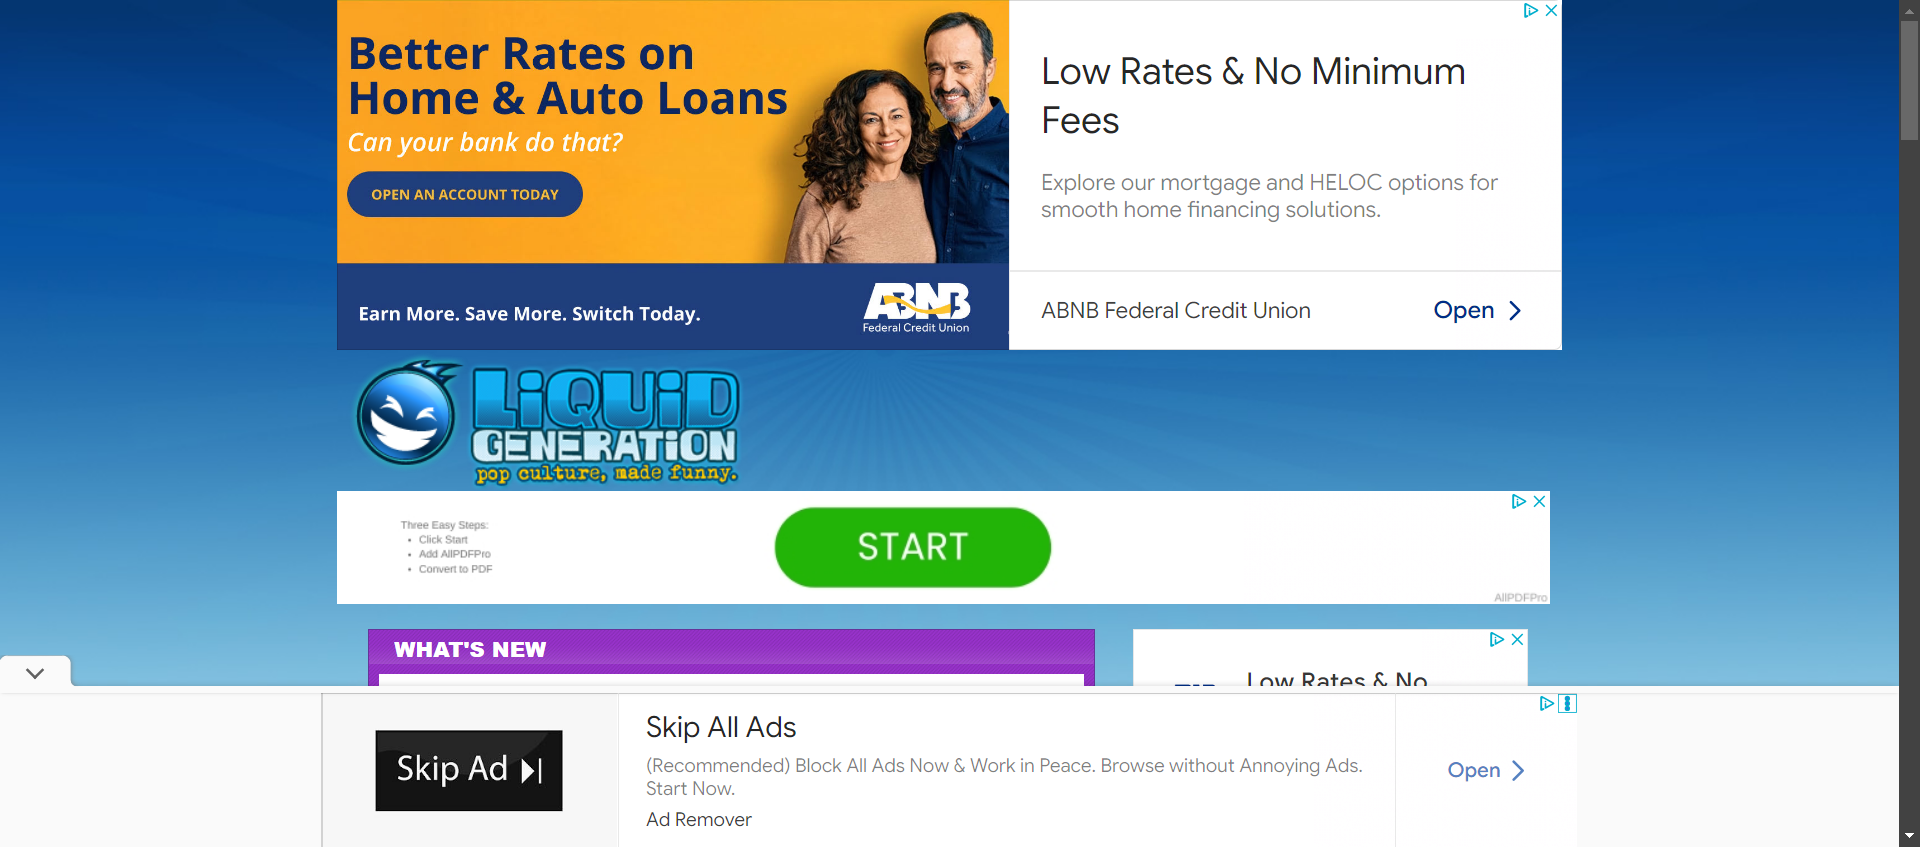 Better Rates on
Home & Auto Loans
Can your bank do that?
OPEN AN ACCOUNT TODAY
Earn More. Save More. Switch Today.
ABNB
Federal Credit Union
Low Rates & No Minimum
Fees
Explore our mortgage and HELOC options for
smooth home financing solutions.
ABNB Federal Credit Union
Open
LiQUiD
GENERATiON
pop culture, made funny.
Three Easy Steps:
• Click Start
• Add AllPDFPro
• Convert to PDF
START
AllPDFPro
WHAT'S NEW
Low Rates & No
Skip Ad
Skip All Ads
(Recommended) Block All Ads Now & Work in Peace. Browse without Annoying Ads.
Start Now.
Ad Remover
Open